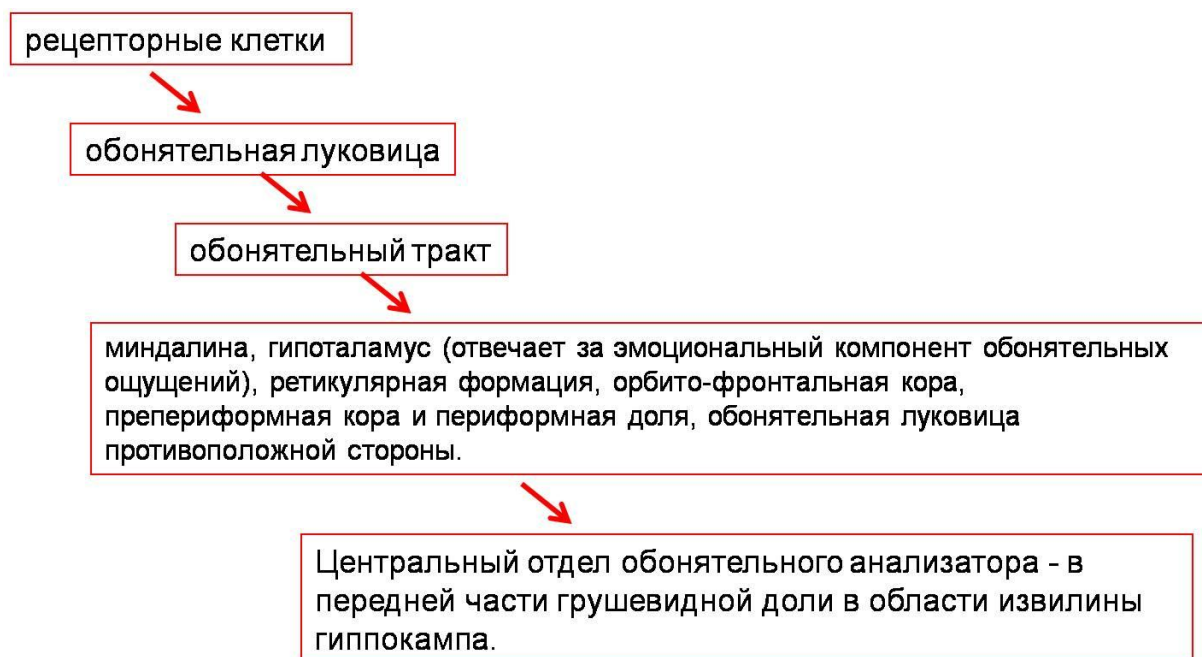 рецепторные клетки
обонятельная луковица
обонятельный тракт
миндалина, гипоталамус (отвечает за эмоциональный компонент обонятельных
ощущений), ретикулярная формация, орбито-фронтальная кора,
препериформная кора и периформная доля, обонятельная луковица
противоположной стороны.
Центральный отдел обонятельного анализатора - в
передней части грушевидной доли в области извилины
гиппокампа.